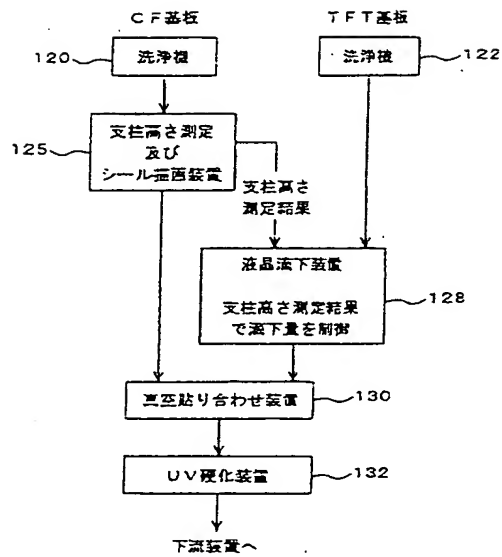 CF基板
TFT基板
120
洗浄機
洗浄機
122
125
支柱高さ測定
及び
シール描画装置
支柱高さ
測定結果
液晶滴下装置
支柱高さ測定結果
で滴下量を制御
128
真空貼り合わせ装置
130
UV硬化装置
132
下流装置へ